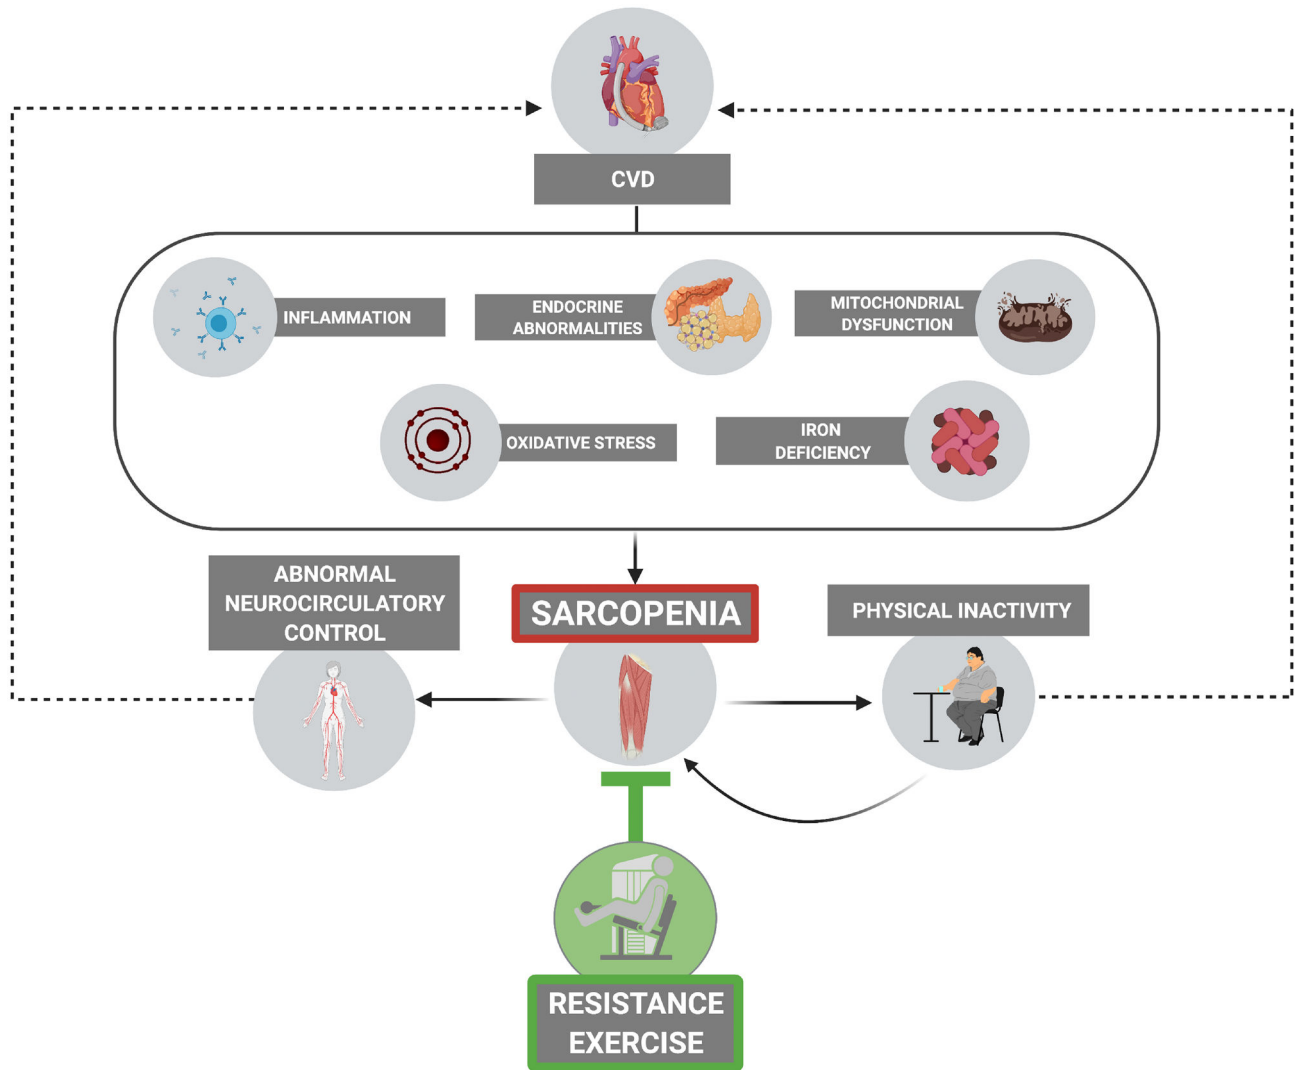 CVD
INFLAMMATION
ENDOCRINE
ABNORMALITIES
MITOCHONDRIAL
DYSFUNCTION
OXIDATIVE STRESS
IRON
DEFICIENCY
ABNORMAL
NEUROCIRCULATORY
CONTROL
SARCOPENIA
PHYSICAL INACTIVITY
RESISTANCE
EXERCISE